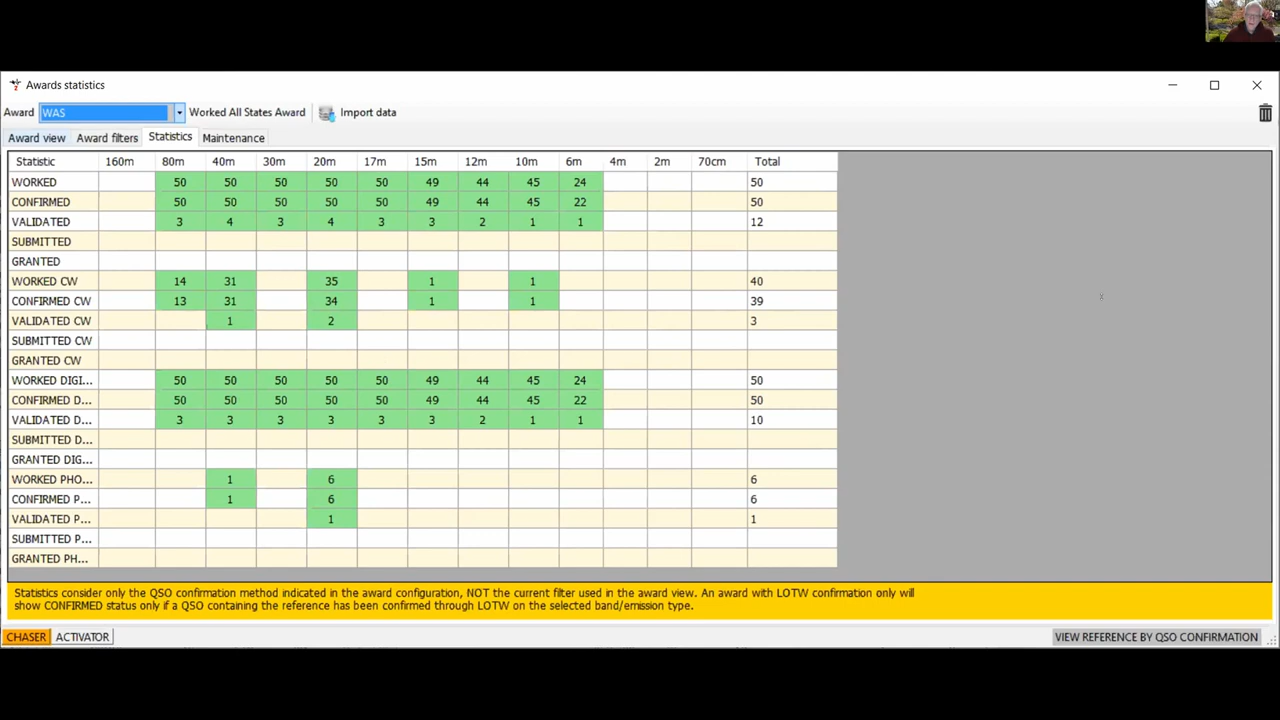 Awards statistics
Award WAS Worked All States Award Import data
Award view Award filters Statistics Maintenance
Statistic 160m 80m 40m 30m 20m 17m 15m 12m 10m 6m 4m 2m 70cm Total
WORKED 50 50 50 50 50 49 44 45 24 50
CONFIRMED 50 50 50 50 50 49 44 45 22 50
VALIDATED 3 4 3 4 3 3 2 1 1 12
SUBMITTED
GRANTED
WORKED CW 14 31 35 1 1 40
CONFIRMED CW 13 31 34 1 1 39
VALIDATED CW 1 2 3
SUBMITTED CW
GRANTED CW
WORKED DIGI... 50 50 50 50 50 49 44 45 24 50
CONFIRMED D... 50 50 50 50 50 49 44 45 22 50
VALIDATED D... 3 3 3 3 3 3 2 1 1 10
SUBMITTED D...
GRANTED DIG...
WORKED PHO... 1 6 6
CONFIRMED P... 1 6 6
VALIDATED P... 1 1
SUBMITTED P...
GRANTED PH...
Statistics consider only the QSO confirmation method indicated in the award configuration, NOT the current filter used in the award view. An award with LOTW confirmation only will
show CONFIRMED status only if a QSO containing the reference has been confirmed through LOTW on the selected band/emission type.
CHASER ACTIVATOR VIEW REFERENCE BY QSO CONFIRMATION